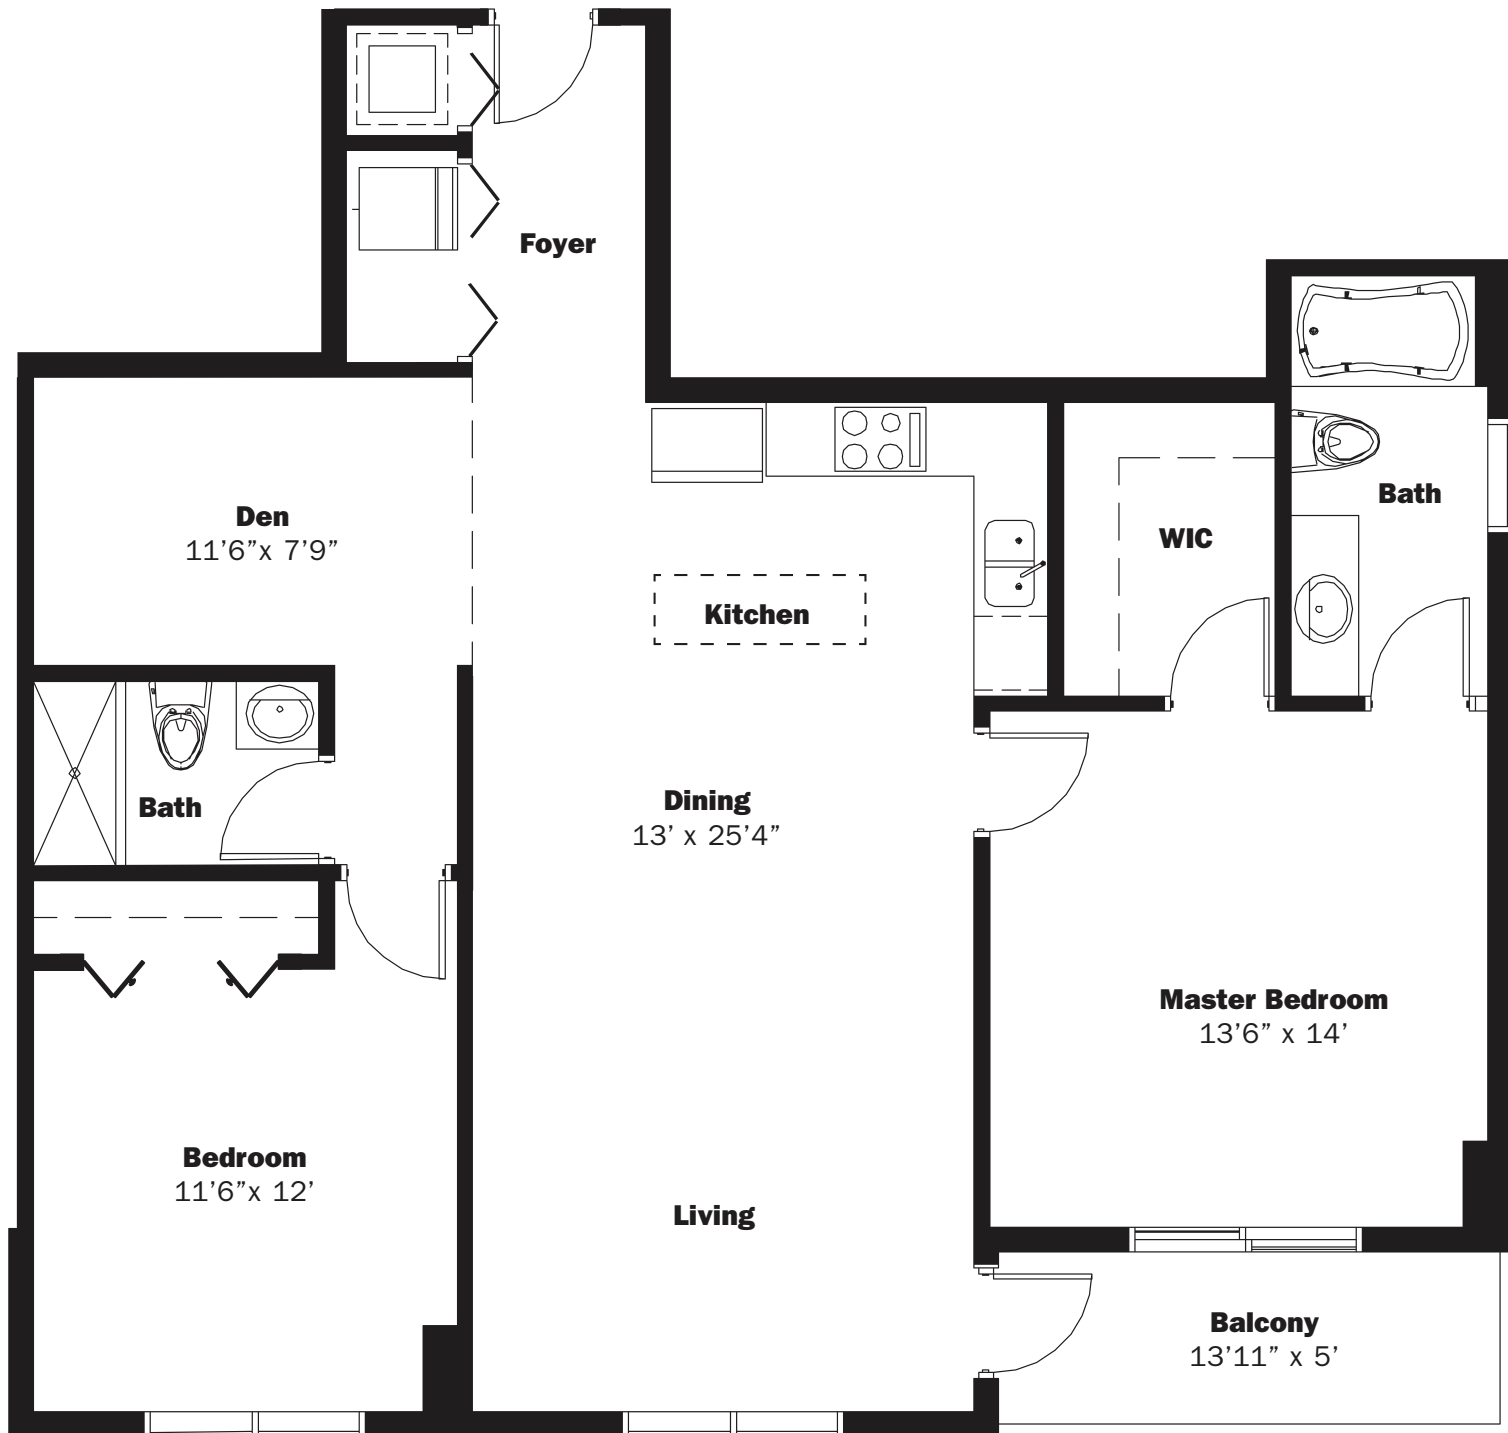 Foyer
Den
11’6”x 7’9”
Bath
WIC
Kitchen
Bath
Dining
13’ x 25’4”
Master Bedroom
13’6” x 14’
Bedroom
11’6”x 12’
Living
Balcony
13’11” x 5’